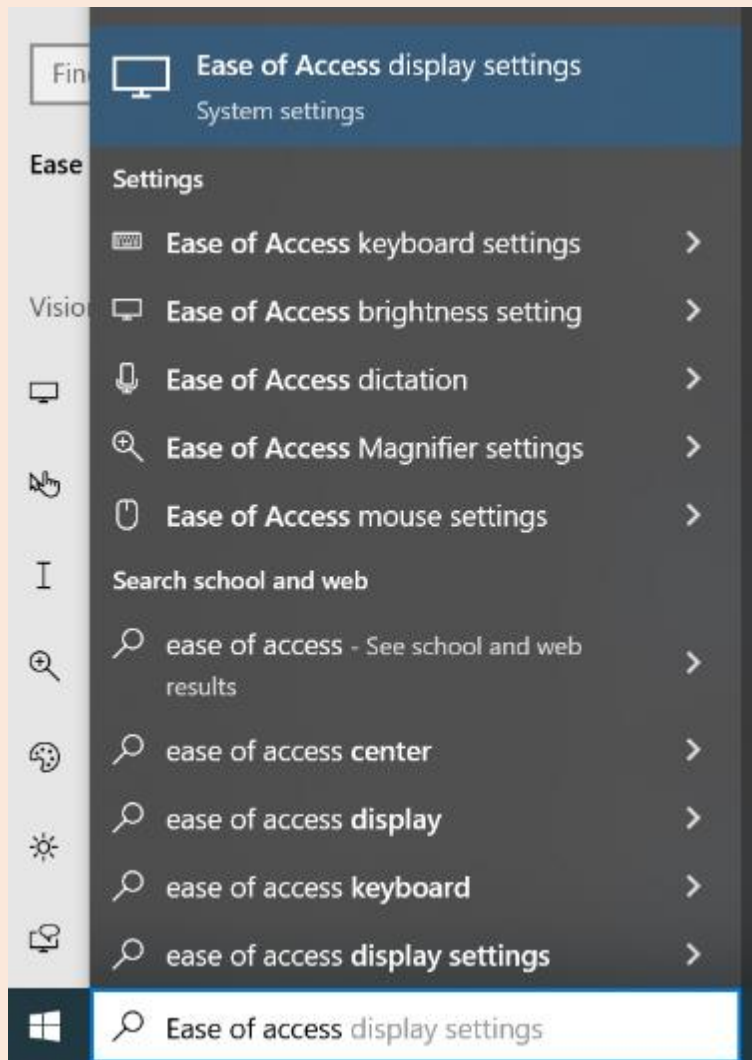 Fin
Ease of Access display settings
System settings
Ease
Settings
Ease of Access keyboard settings
Visio
Ease of Access brightness setting
Ease of Access dictation
Ease of Access Magnifier settings
Ease of Access mouse settings
Search school and web
ease of access - See school and web
results
ease of access center
ease of access display
ease of access keyboard
ease of access display settings
Ease of access display settings